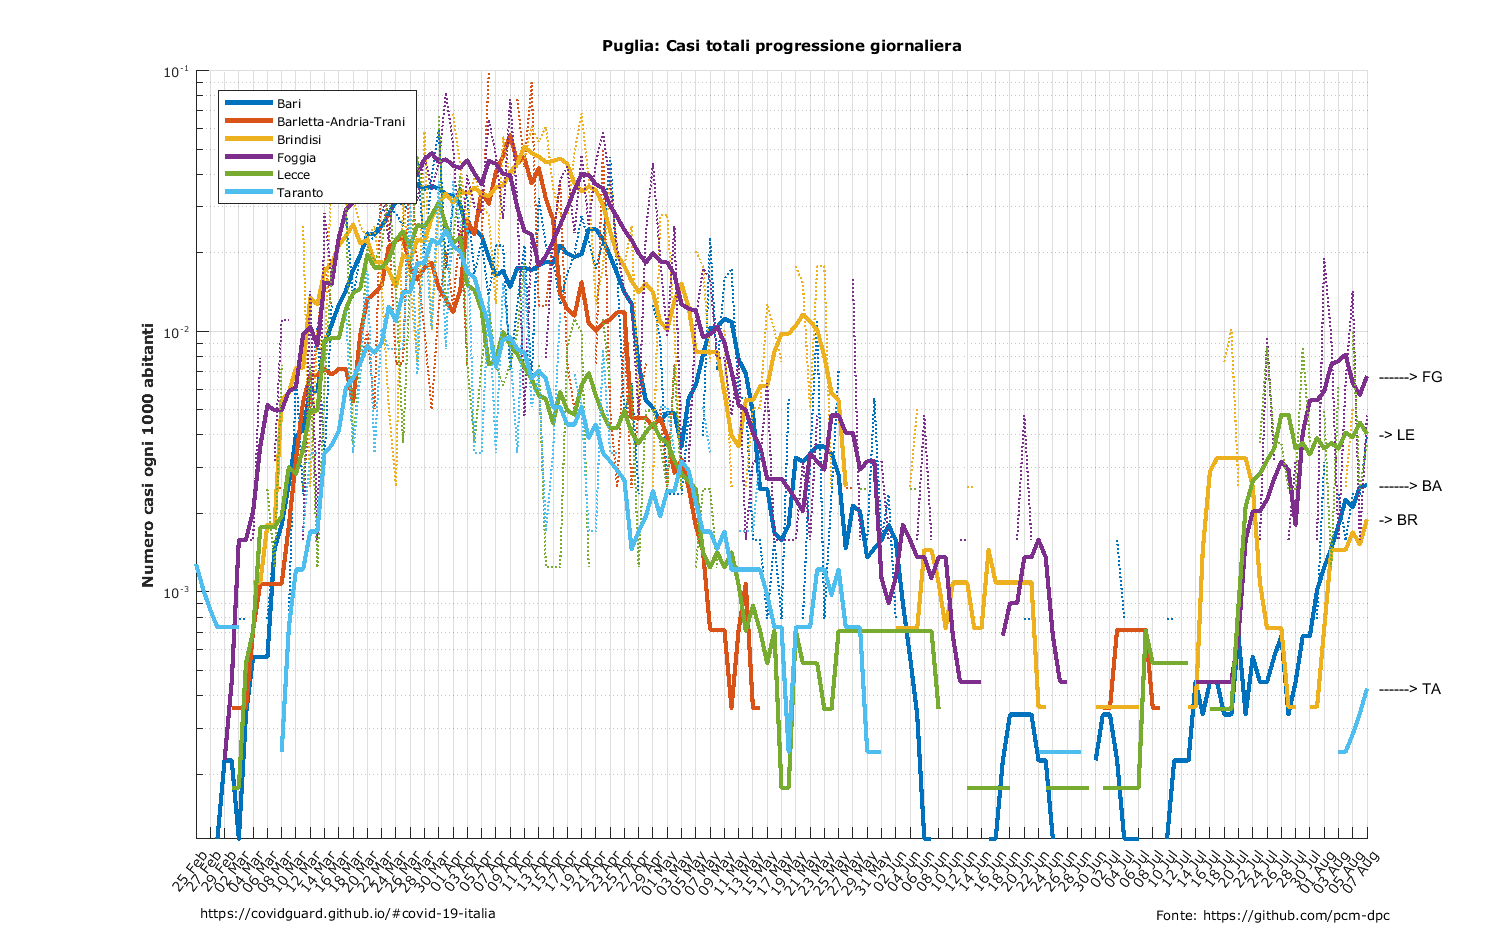 Puglia: Casi totali progressione giornaliera
10⁻¹
10⁻²
10⁻³
Numero casi ogni 1000 abitanti
Bari
Barletta-Andria-Trani
Brindisi
Foggia
Lecce
Taranto
------> FG
-> LE
------> BA
-> BR
------> TA
25 Feb
27 Feb
29 Feb
02 Mar
04 Mar
06 Mar
08 Mar
10 Mar
12 Mar
14 Mar
16 Mar
18 Mar
20 Mar
22 Mar
24 Mar
26 Mar
28 Mar
30 Mar
01 Apr
03 Apr
05 Apr
07 Apr
09 Apr
11 Apr
13 Apr
15 Apr
17 Apr
19 Apr
21 Apr
23 Apr
25 Apr
27 Apr
29 Apr
01 May
03 May
05 May
07 May
09 May
11 May
13 May
15 May
17 May
19 May
21 May
23 May
25 May
27 May
29 May
31 May
02 Jun
04 Jun
06 Jun
08 Jun
10 Jun
12 Jun
14 Jun
16 Jun
18 Jun
20 Jun
22 Jun
24 Jun
26 Jun
28 Jun
30 Jun
02 Jul
04 Jul
06 Jul
08 Jul
10 Jul
12 Jul
14 Jul
16 Jul
18 Jul
20 Jul
22 Jul
24 Jul
26 Jul
28 Jul
30 Jul
01 Aug
03 Aug
05 Aug
07 Aug
https://covidguard.github.io/#covid-19-italia
Fonte: https://github.com/pcm-dpc